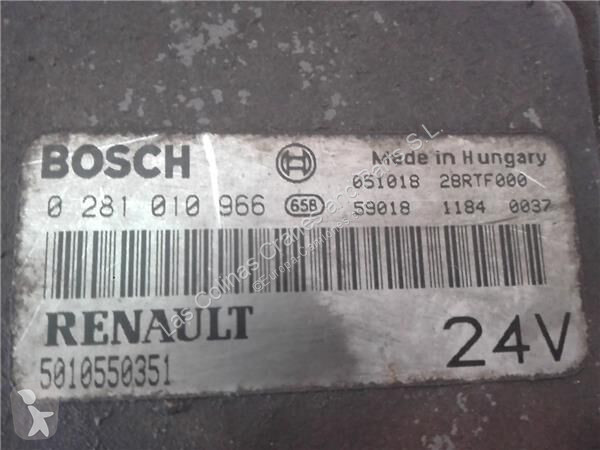 BOSCH
Made in Hungary
051018 28RTF000
0 281 010 966 658 59018 1184 0037
RENAULT
5010550351
24V